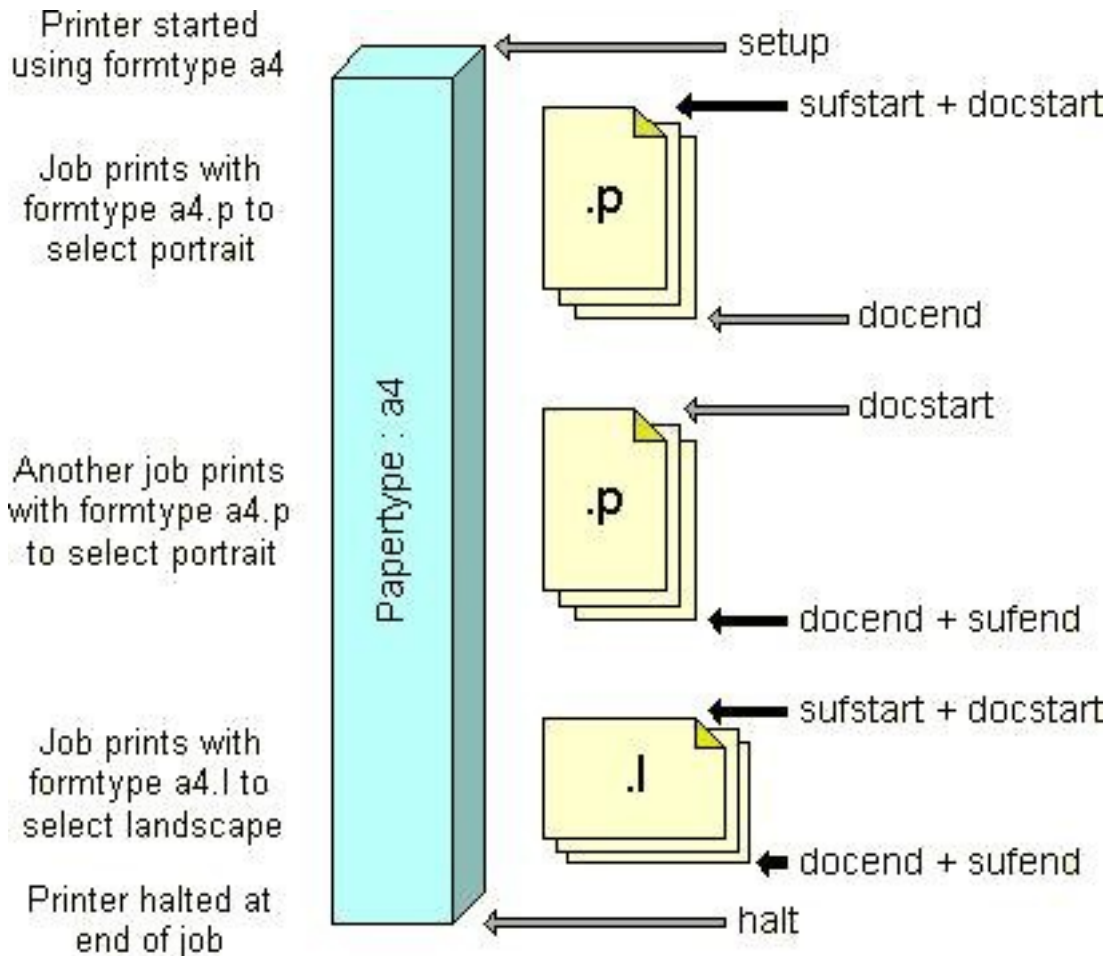 Printer started
using formtype a4
setup
sufstart + docstart
Job prints with
formtype a4.p to
select portrait
.p
docend
docstart
Another job prints
with formtype a4.p
to select portrait
.p
Papertype : a4
docend + sufend
sufstart + docstart
Job prints with
formtype a4.l to
select landscape
.l
docend + sufend
Printer halted at
end of job
halt